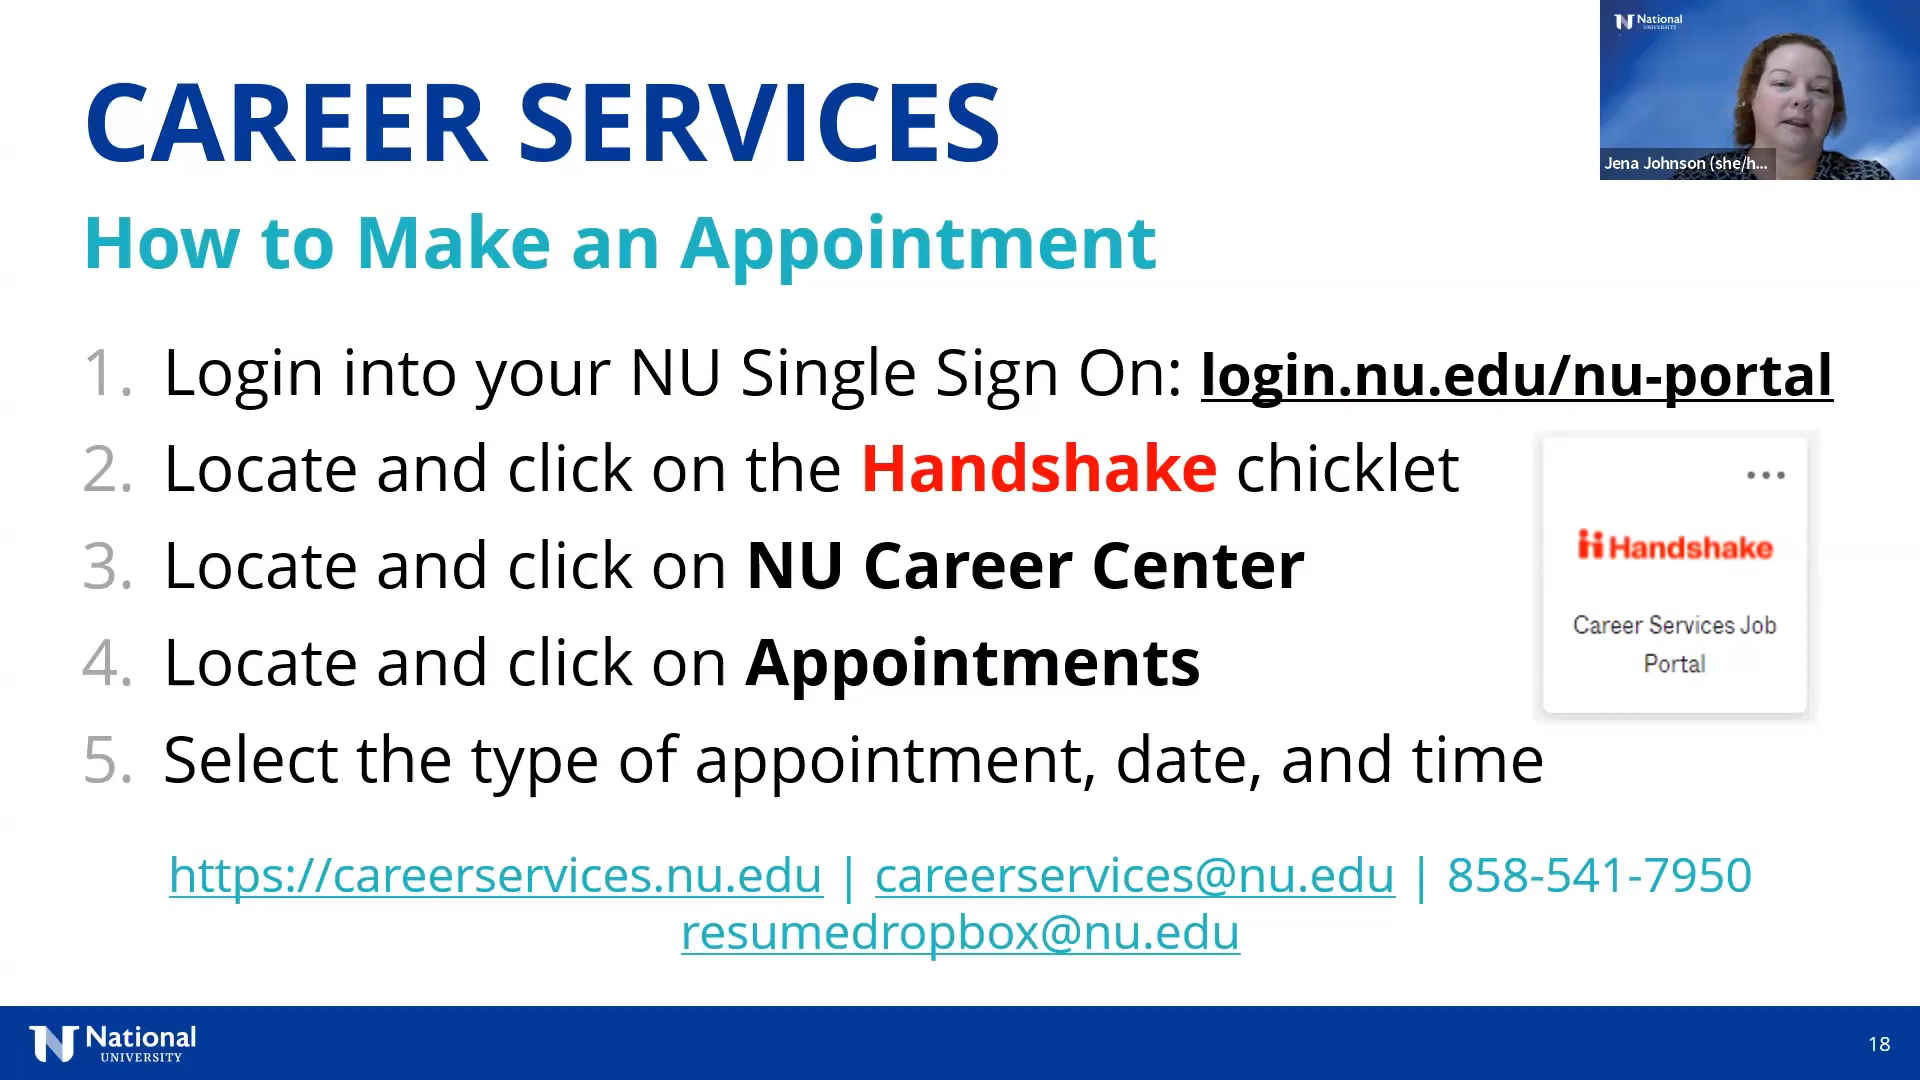 National
UNIVERSITY
Jena Johnson (she/h...
CAREER SERVICES
How to Make an Appointment
1. Login into your NU Single Sign On: login.nu.edu/nu-portal
2. Locate and click on the Handshake chicklet
3. Locate and click on NU Career Center
4. Locate and click on Appointments
5. Select the type of appointment, date, and time
Handshake
Career Services Job
Portal
https://careerservices.nu.edu | careerservices@nu.edu | 858-541-7950
resumedropbox@nu.edu
National
UNIVERSITY
18